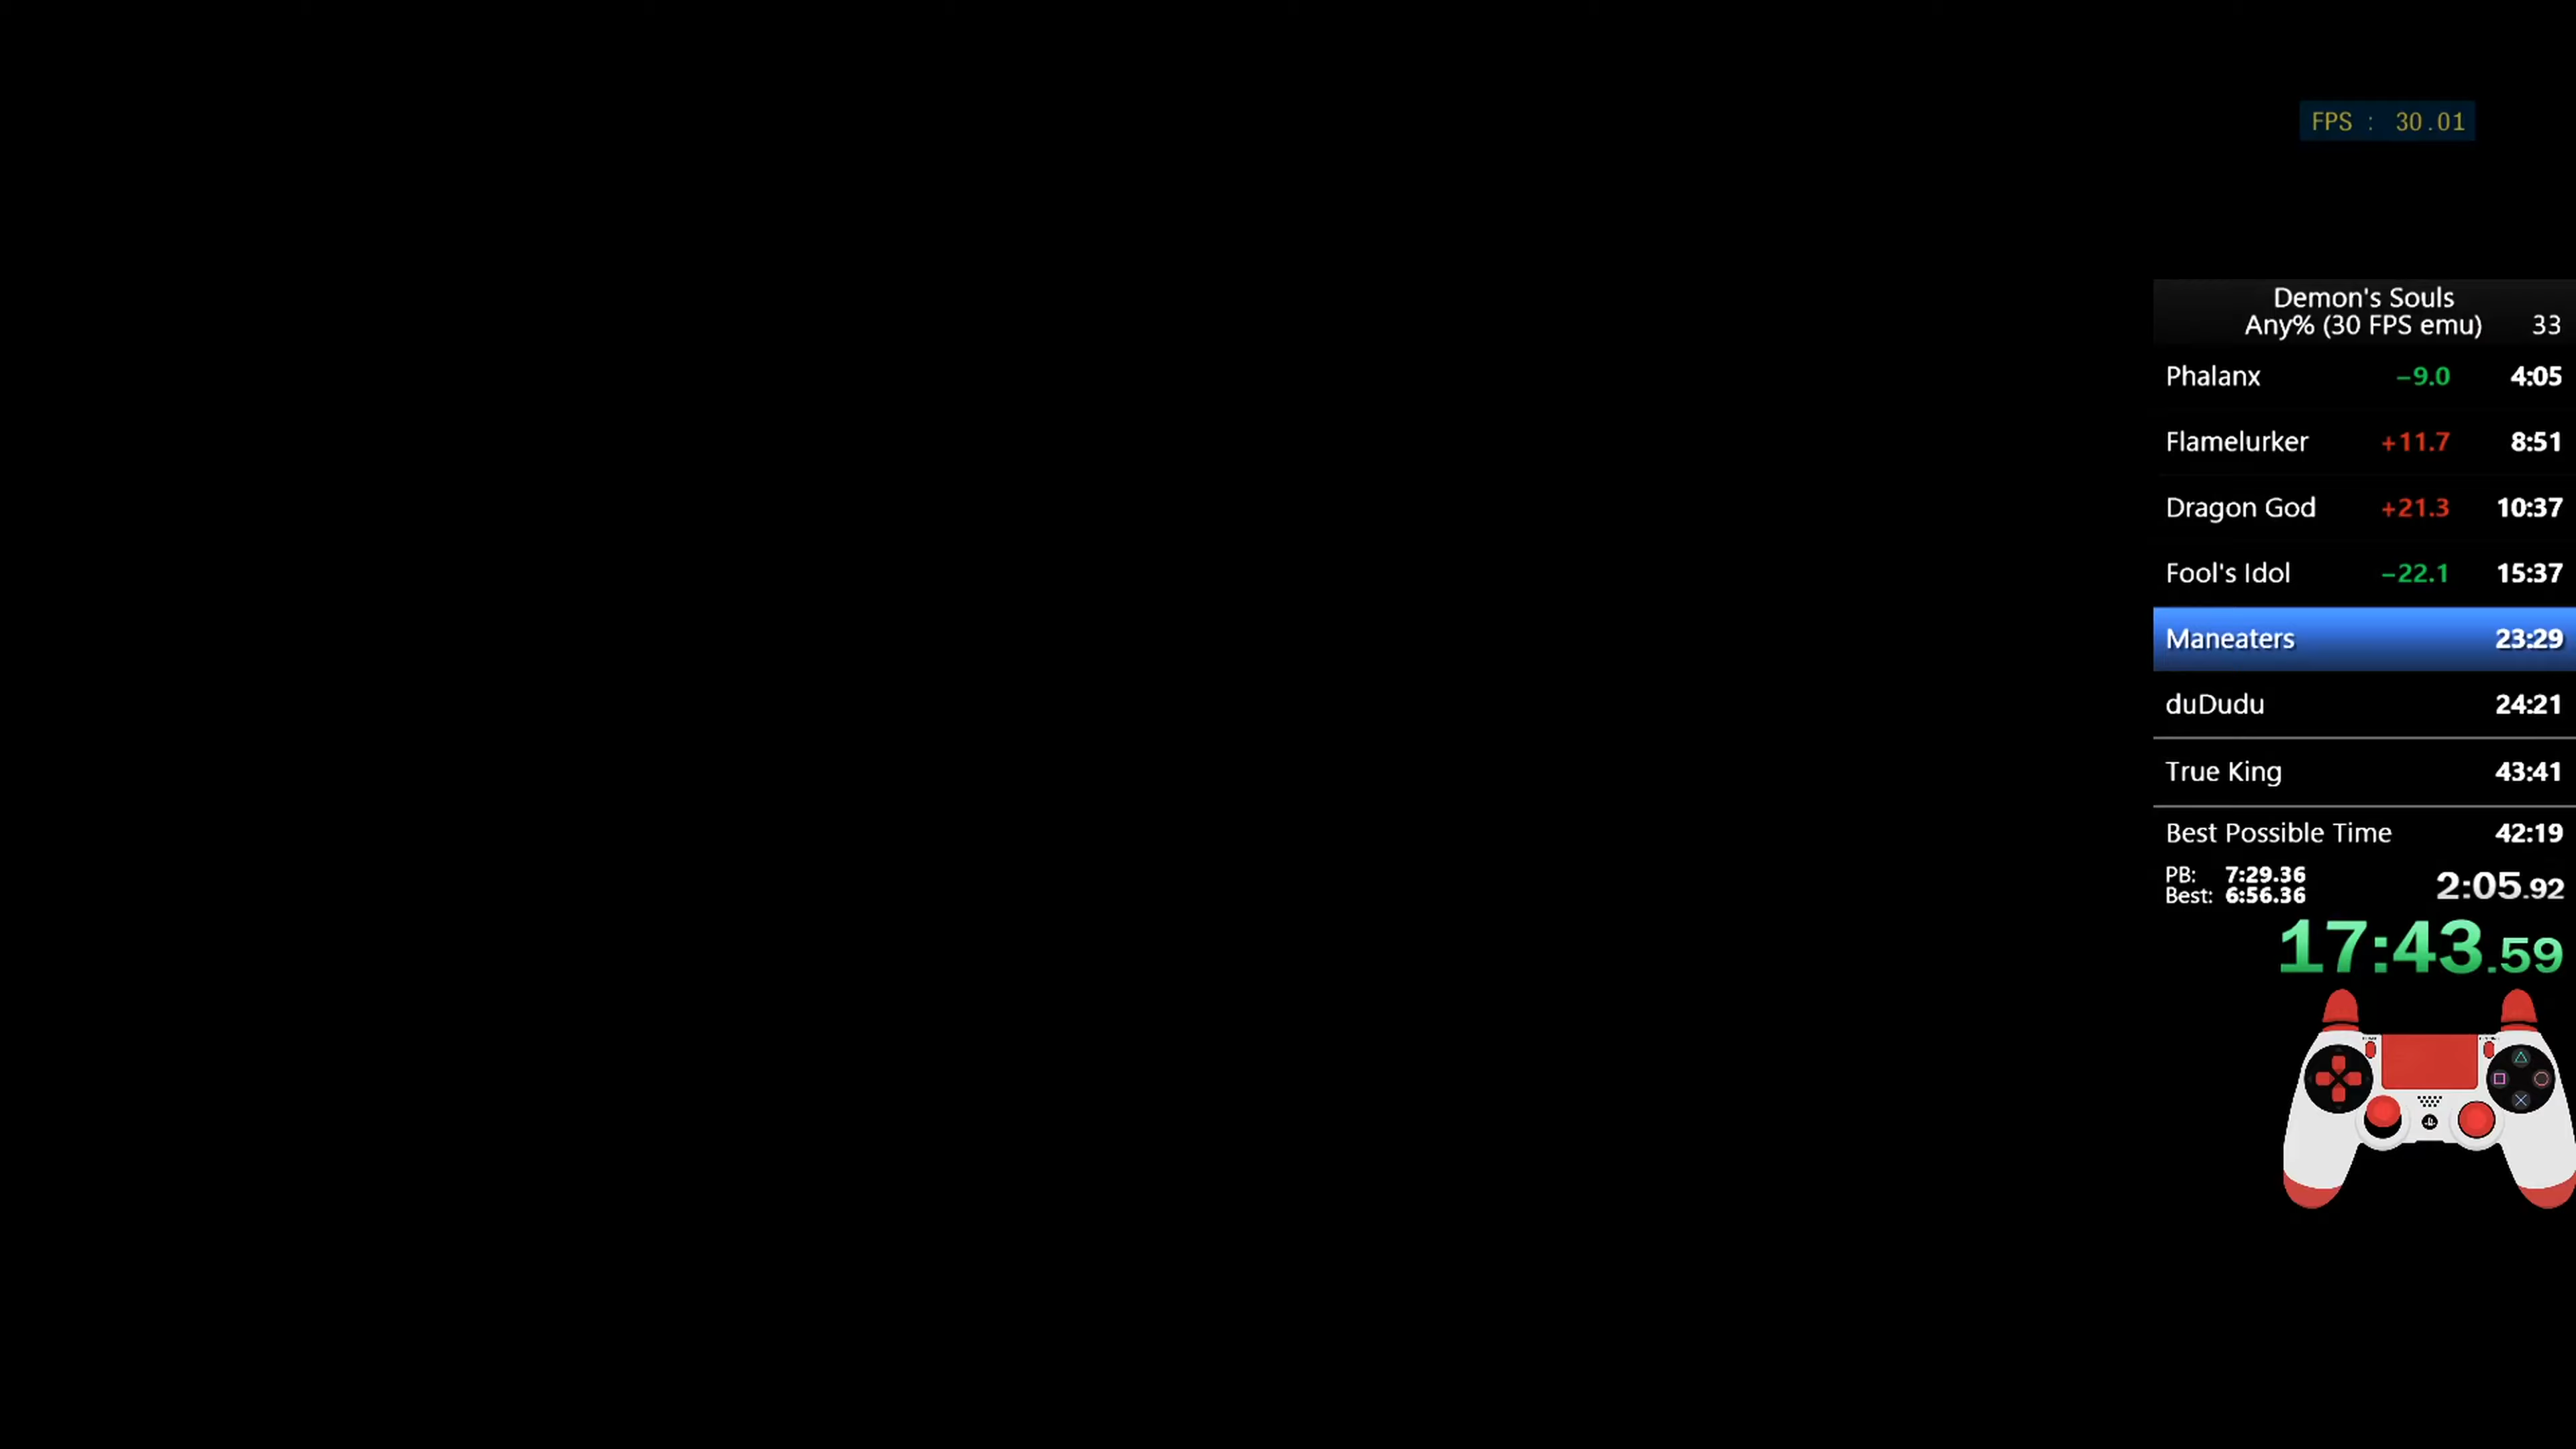 FPS : 30.01
Demon's Souls
Any% (30 FPS emu) 33
Phalanx −9.0 4:05
Flamelurker +11.7 8:51
Dragon God +21.3 10:37
Fool's Idol −22.1 15:37
Maneaters 23:29
duDudu 24:21
True King 43:41
Best Possible Time 42:19
PB: 7:29.36
Best: 6:56.36
2:05.92
17:43.59